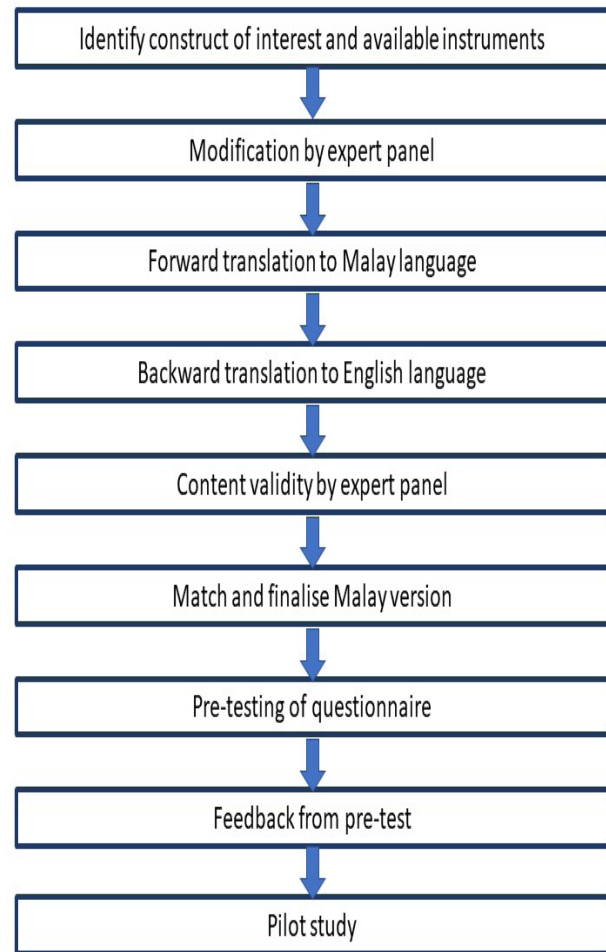 Identify construct of interest and available instruments
Modification by expert panel
Forward translation to Malay language
Backward translation to English language
Content validity by expert panel
Match and finalise Malay version
Pre-testing of questionnaire
Feedback from pre-test
Pilot study